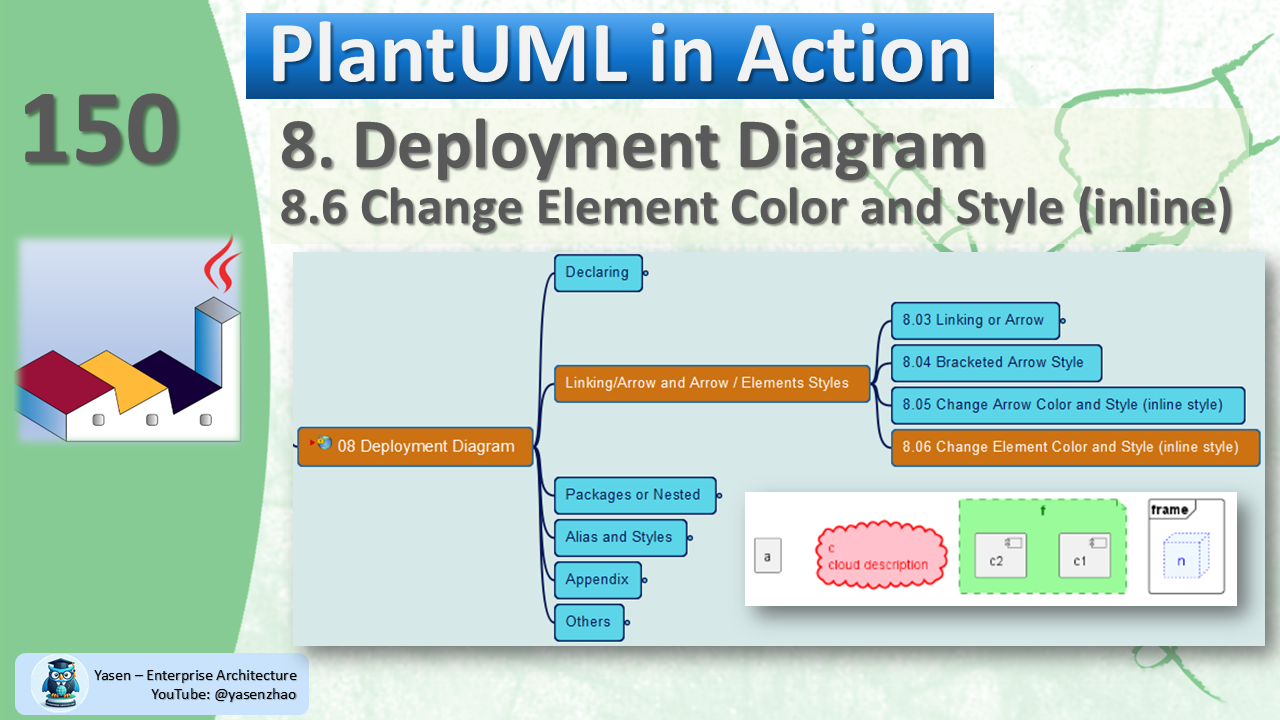 PlantUML in Action
150
8. Deployment Diagram
8.6 Change Element Color and Style (inline)
Declaring
8.03 Linking or Arrow
8.04 Bracketed Arrow Style
Linking/Arrow and Arrow / Elements Styles
8.05 Change Arrow Color and Style (inline style)
08 Deployment Diagram
8.06 Change Element Color and Style (inline style)
Packages or Nested
Alias and Styles
Appendix
Others
a
c
cloud description
f
c2
c1
frame
n
Yasen – Enterprise Architecture
YouTube: @yasenzhao